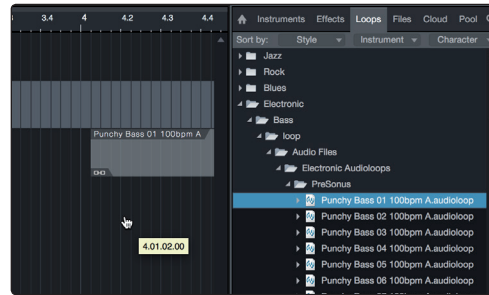 3.4 4 4.2 4.3 4.4
Instruments Effects Loops Files Cloud Pool
Sort by: Style Instrument Character
Jazz
Rock
Blues
Electronic
Bass
loop
Audio Files
Electronic Audioloops
PreSonus
Punchy Bass 01 100bpm A.audioloop
Punchy Bass 02 100bpm A.audioloop
Punchy Bass 03 100bpm A.audioloop
Punchy Bass 04 100bpm A.audioloop
Punchy Bass 05 100bpm A.audioloop
Punchy Bass 06 100bpm A.audioloop
Punchy Bass 01 100bpm A
4.01.02.00